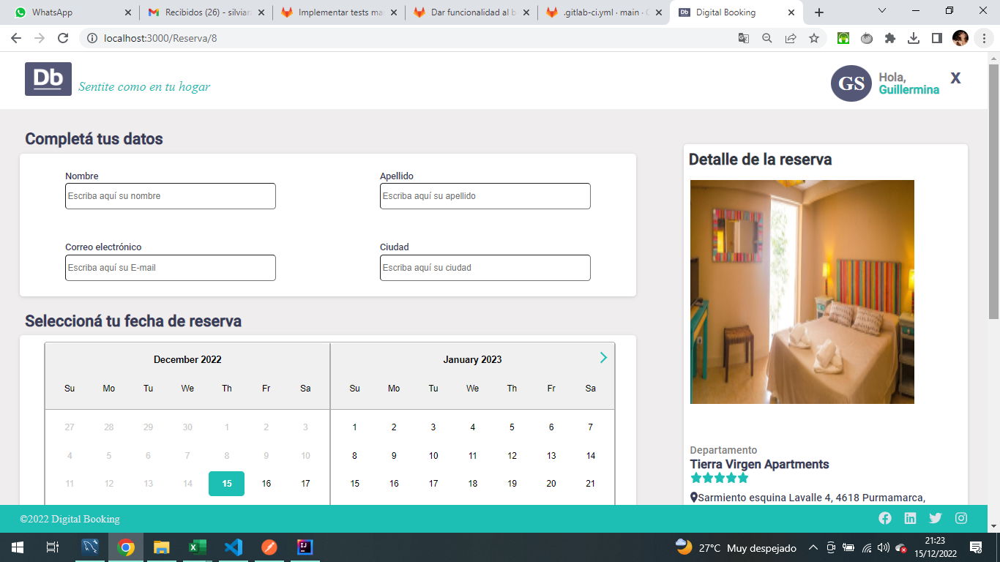 WhatsApp
Recibidos (26) - silviar
Implementar tests ma
Dar funcionalidad al b
.gitlab-ci.yml · main ·
Digital Booking
localhost:3000/Reserva/8
Db
Sentite como en tu hogar
GS
Hola,
Guillermina
X
Completá tus datos
Nombre
Apellido
Escriba aquí su nombre
Escriba aquí su apellido
Correo electrónico
Ciudad
Escriba aquí su E-mail
Escriba aquí su ciudad
Seleccioná tu fecha de reserva
December 2022
Su Mo Tu We Th Fr Sa
27 28 29 30 1 2 3
4 5 6 7 8 9 10
11 12 13 14 15 16 17
January 2023
Su Mo Tu We Th Fr Sa
1 2 3 4 5 6 7
8 9 10 11 12 13 14
15 16 17 18 19 20 21
Detalle de la reserva
Departamento
Tierra Virgen Apartments
Sarmiento esquina Lavalle 4, 4618 Purmamarca,
©2022 Digital Booking
27°C Muy despejado
21:23
15/12/2022